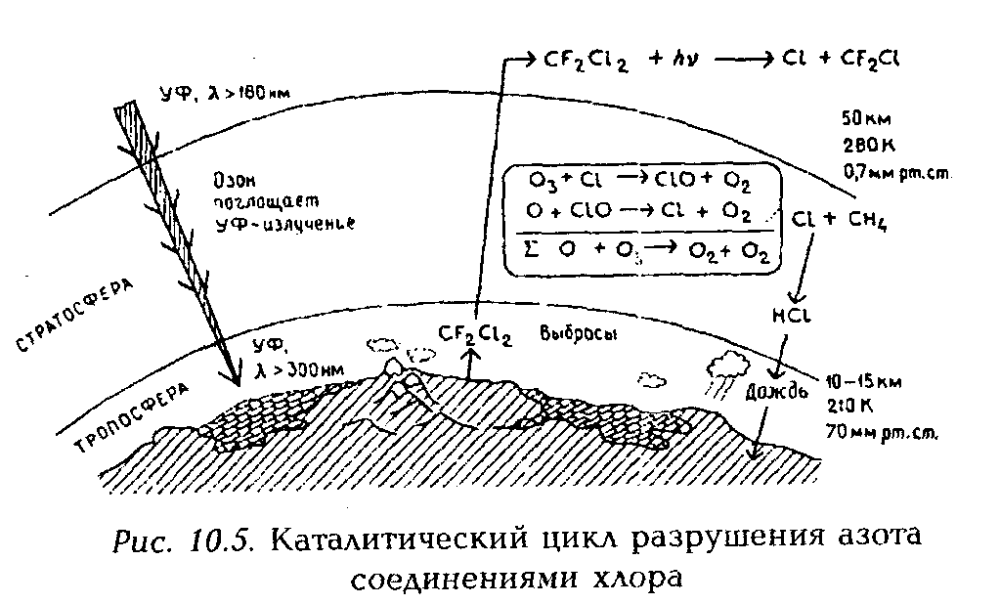 CF₂Cl₂ + hν → Cl + CF₂Cl
УФ, λ > 180 нм
50 км
280 К
0,7 мм рт.ст.
Озон
поглощает
УФ-излученье
O₃ + Cl → ClO + O₂
O + ClO → Cl + O₂
Σ O + O₃ → O₂ + O₂
Cl + CH₄
HCl
СТРАТОСФЕРА
CF₂Cl₂ Выбросы
УФ,
λ > 300 нм
ТРОПОСФЕРА
Дождь
10–15 км
210 К
70 мм рт.ст.
Рис. 10.5. Каталитический цикл разрушения азота
соединениями хлора